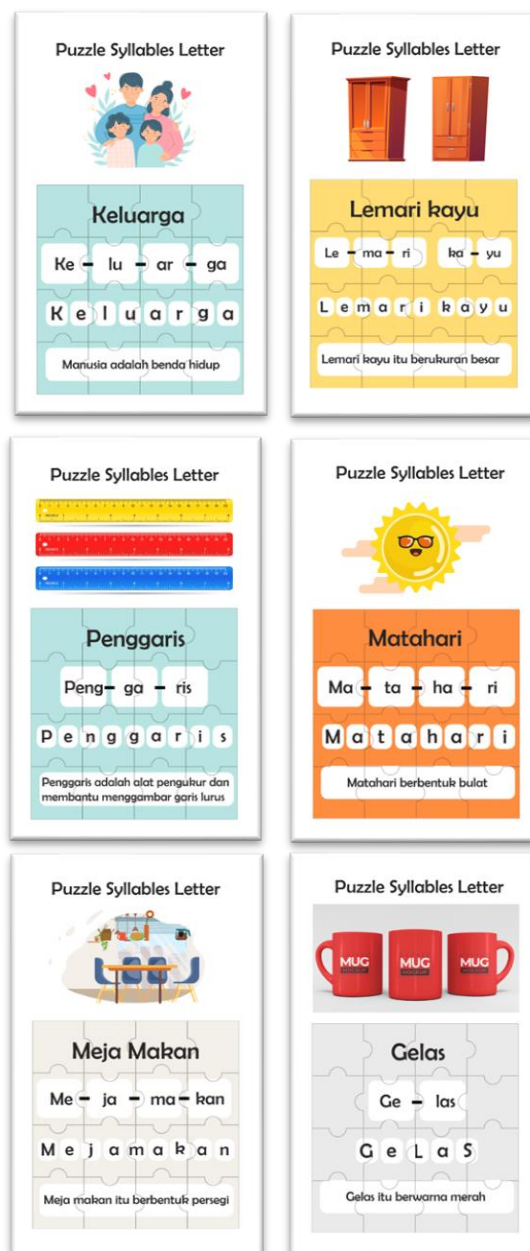 Puzzle Syllables Letter
Keluarga
Ke - lu - ar - ga
K e l u a r g a
Manusia adalah benda hidup
Puzzle Syllables Letter
Lemari kayu
Le - ma - ri ka - yu
L e m a r i k a y u
Lemari kayu itu berukuran besar
Puzzle Syllables Letter
Penggaris
Peng - ga - ris
P e n g g a r i s
Penggaris adalah alat pengukur dan
membantu menggambar garis lurus
Puzzle Syllables Letter
Matahari
Ma - ta - ha - ri
M a t a h a r i
Matahari berbentuk bulat
Puzzle Syllables Letter
Meja Makan
Me - ja - ma - kan
M e j a m a k a n
Meja makan itu berbentuk persegi
Puzzle Syllables Letter
MUG
MUG
MUG
Gelas
Ge - las
G e L a S
Gelas itu berwarna merah